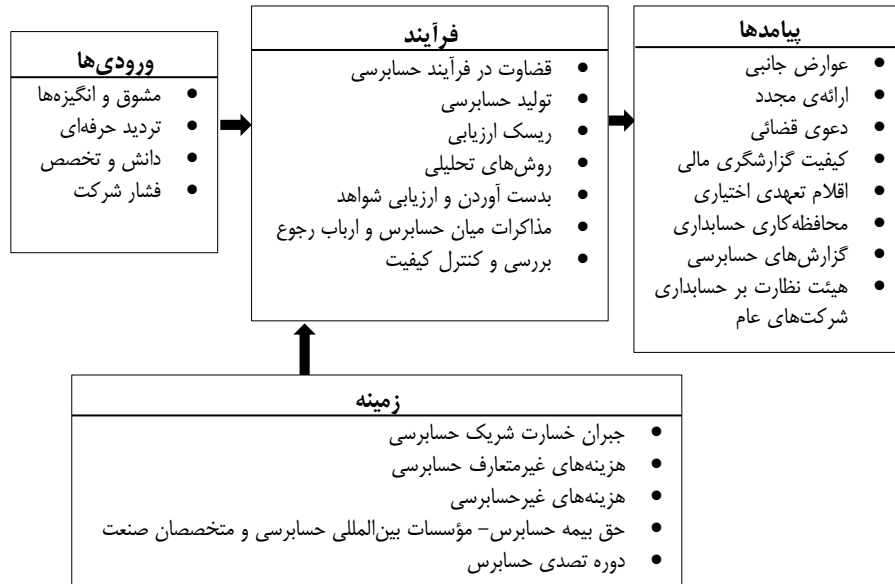 ورودی‌ها
مشوق و انگیزه‌ها
تردید حرفه‌ای
دانش و تخصص
فشار شرکت
فرآیند
قضاوت در فرآیند حسابرسی
تولید حسابرسی
ریسک ارزیابی
روش‌های تحلیلی
بدست آوردن و ارزیابی شواهد
مذاکرات میان حسابرس و ارباب رجوع
بررسی و کنترل کیفیت
پیامدها
عوارض جانبی
ارائه‌ی مجدد
دعوی قضائی
کیفیت گزارشگری مالی
اقلام تعهدی اختیاری
محافظه‌کاری حسابداری
گزارش‌های حسابرسی
هیئت نظارت بر حسابداری
شرکت‌های عام
زمینه
جبران خسارت شریک حسابرسی
هزینه‌های غیرمتعارف حسابرسی
هزینه‌های غیرحسابرسی
حق بیمه حسابرس– مؤسسات بین‌المللی حسابرسی و متخصصان صنعت
دوره تصدی حسابرس